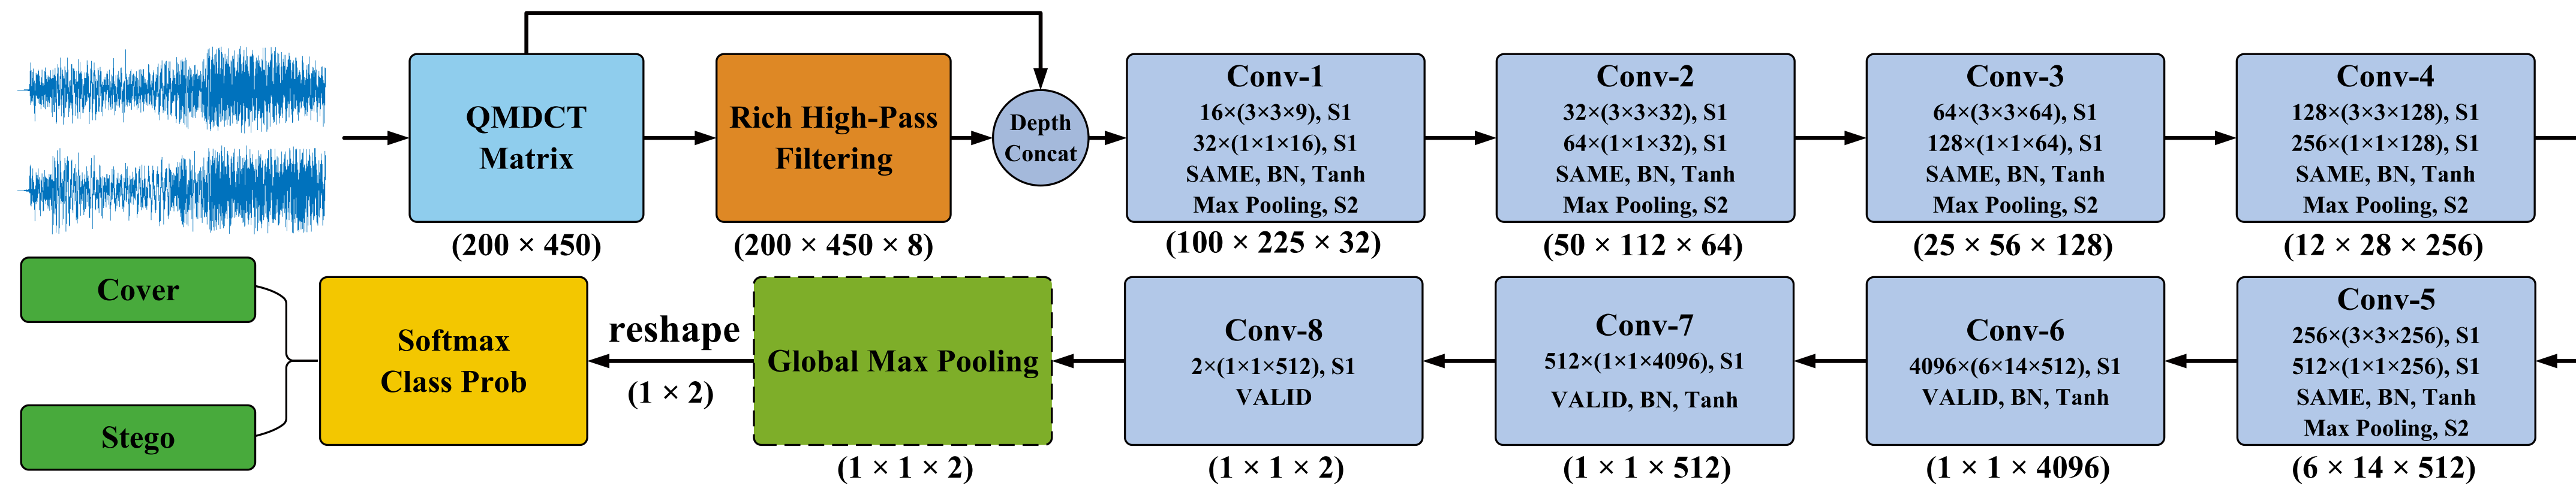 QMDCT
Matrix
(200 × 450)
Rich High-Pass
Filtering
(200 × 450 × 8)
Depth
Concat
Conv-1
16×(3×3×9), S1
32×(1×1×16), S1
SAME, BN, Tanh
Max Pooling, S2
(100 × 225 × 32)
Conv-2
32×(3×3×32), S1
64×(1×1×32), S1
SAME, BN, Tanh
Max Pooling, S2
(50 × 112 × 64)
Conv-3
64×(3×3×64), S1
128×(1×1×64), S1
SAME, BN, Tanh
Max Pooling, S2
(25 × 56 × 128)
Conv-4
128×(3×3×128), S1
256×(1×1×128), S1
SAME, BN, Tanh
Max Pooling, S2
(12 × 28 × 256)
Conv-5
256×(3×3×256), S1
512×(1×1×256), S1
SAME, BN, Tanh
Max Pooling, S2
(6 × 14 × 512)
Conv-6
4096×(6×14×512), S1
VALID, BN, Tanh
(1 × 1 × 4096)
Conv-7
512×(1×1×4096), S1
VALID, BN, Tanh
(1 × 1 × 512)
Conv-8
2×(1×1×512), S1
VALID
(1 × 1 × 2)
Global Max Pooling
(1 × 1 × 2)
reshape
(1 × 2)
Softmax
Class Prob
Cover
Stego